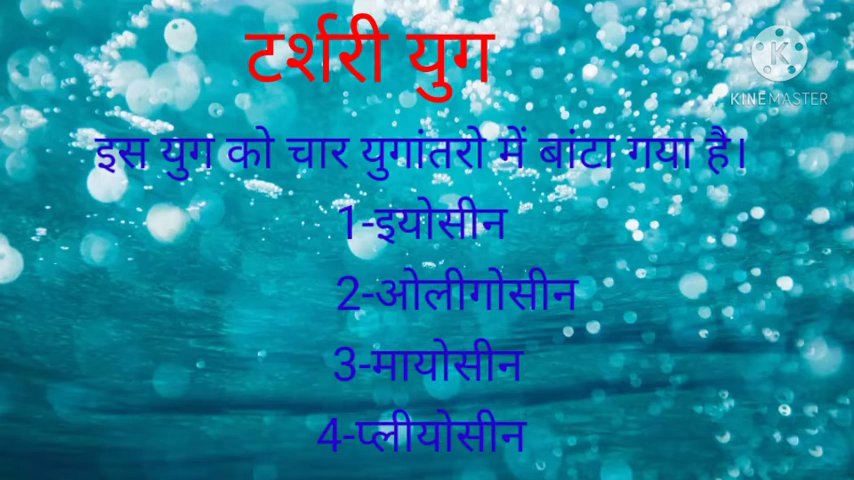 टर्शरी युग
KINEMASTER
इस युग को चार युगांतरो में बांटा गया है।
1-इयोसीन
2-ओलीगोसीन
3-मायोसीन
4-प्लीयोसीन